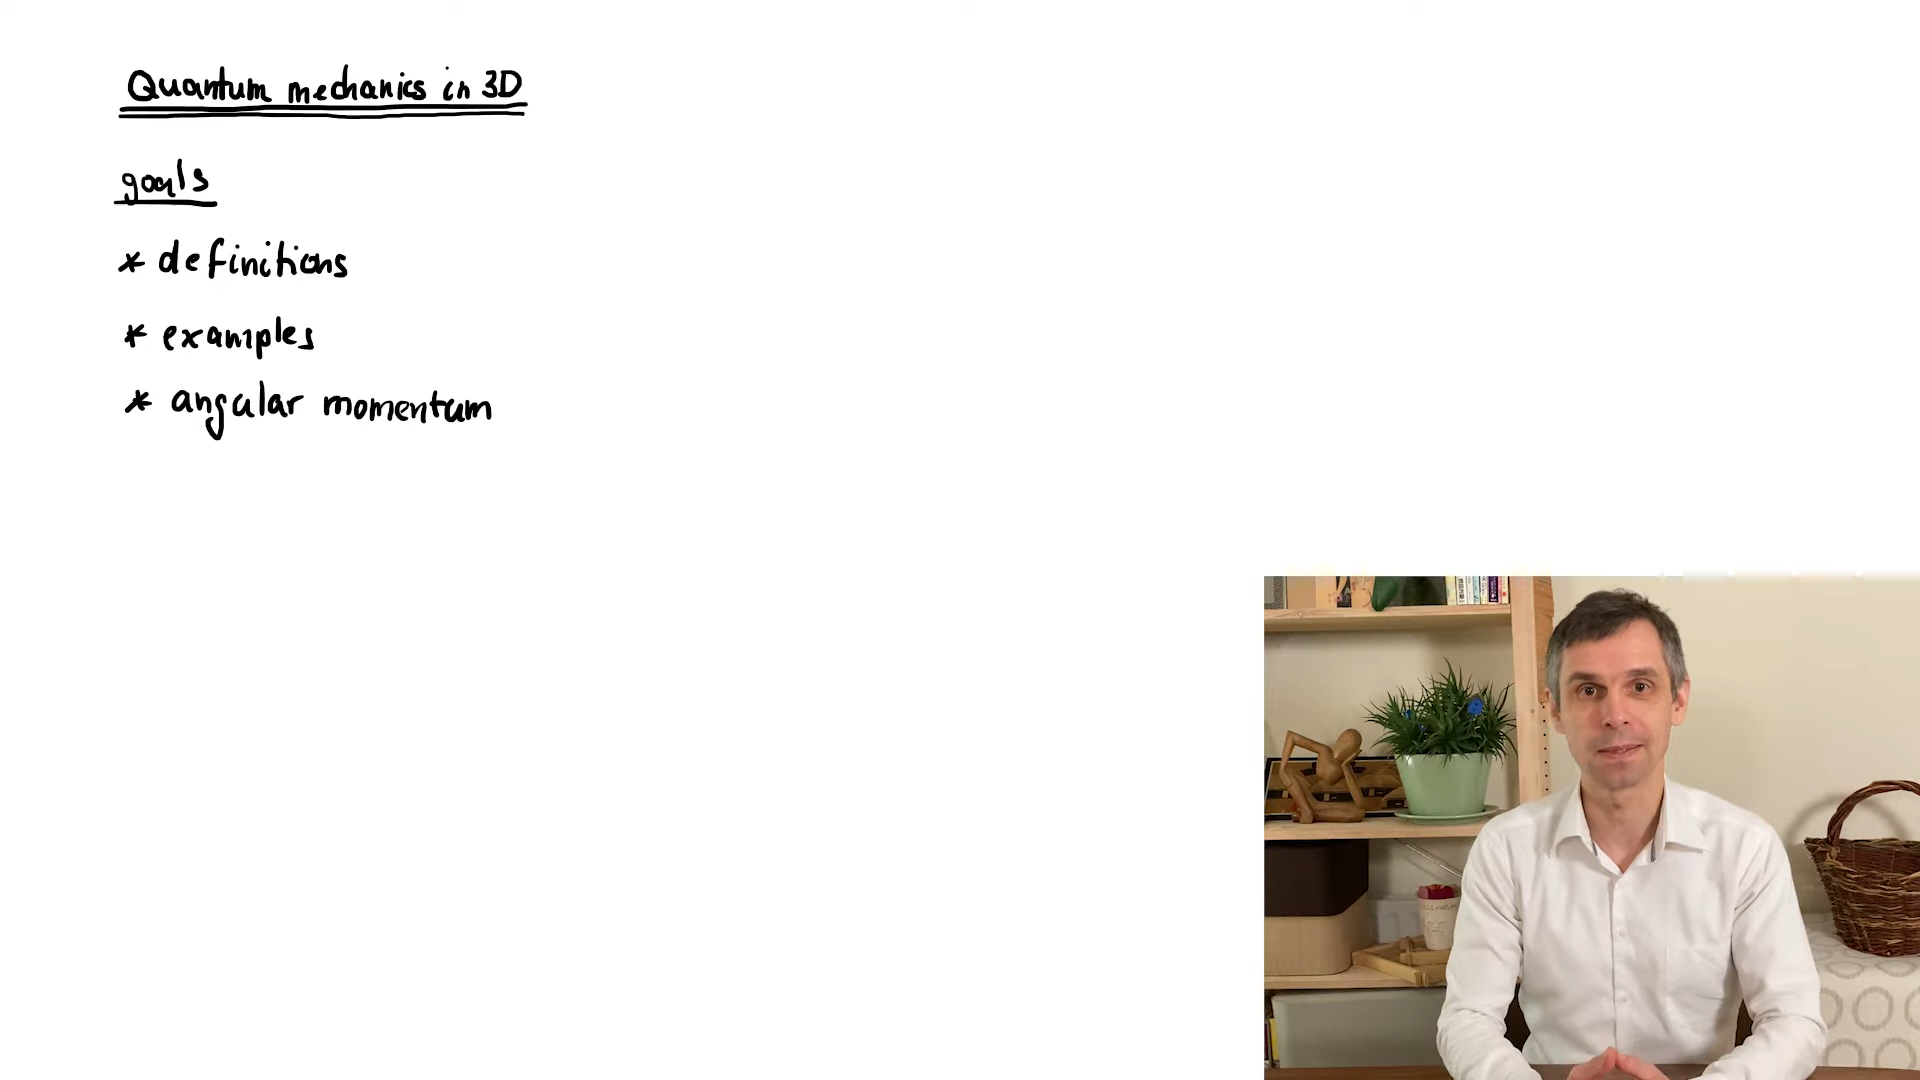 Quantum mechanics in 3D
goals
* definitions
* examples
* angular momentum